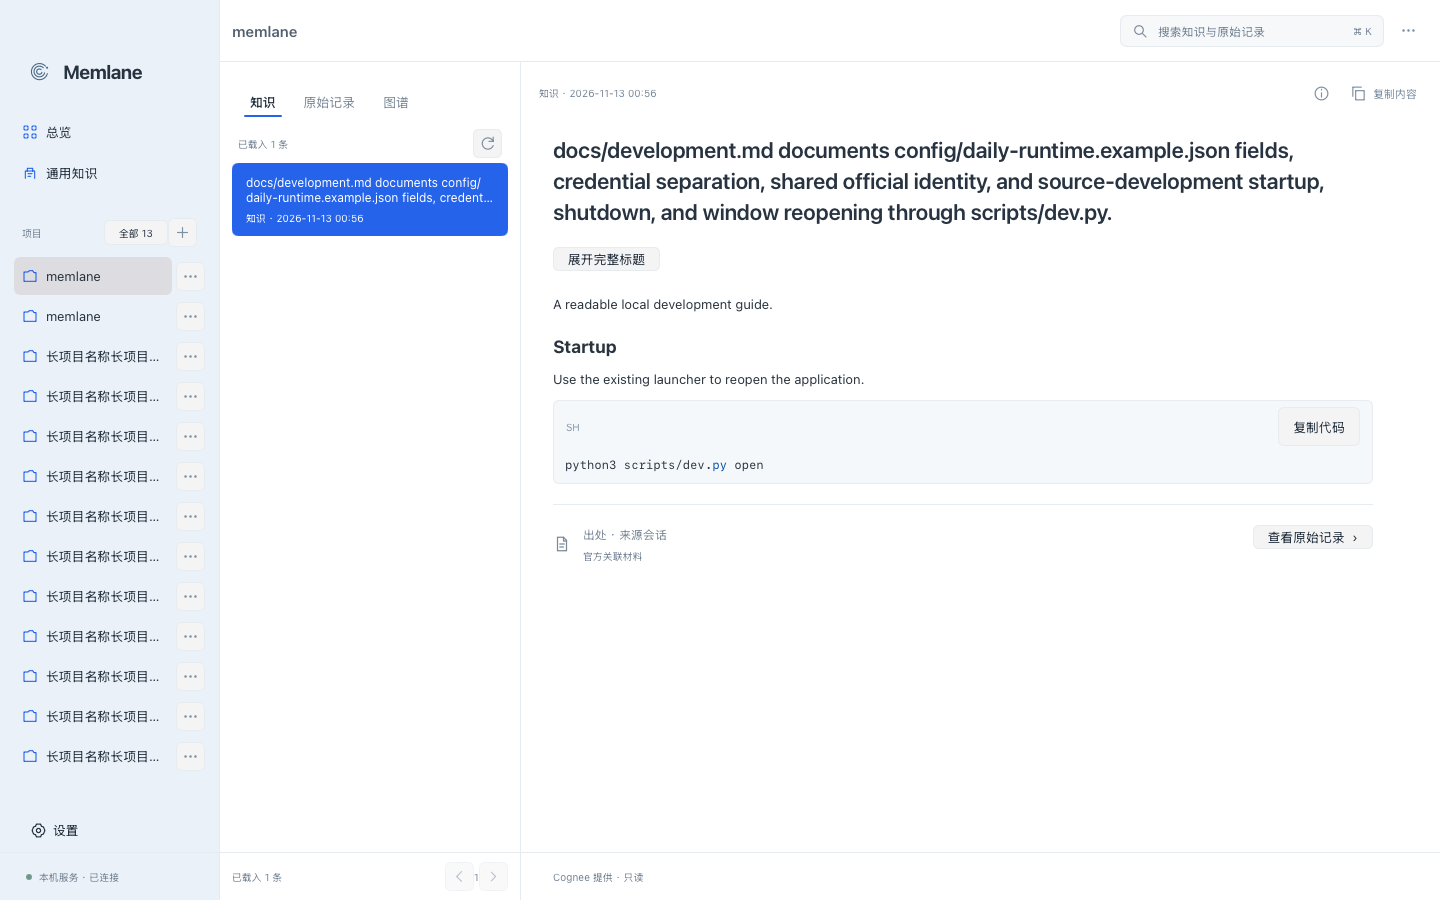 Memlane
总览
通用知识
项目
全部 13
memlane
memlane
长项目名称长项目...
长项目名称长项目...
长项目名称长项目...
长项目名称长项目...
长项目名称长项目...
长项目名称长项目...
长项目名称长项目...
长项目名称长项目...
长项目名称长项目...
长项目名称长项目...
长项目名称长项目...
设置
本机服务 · 已连接
memlane
搜索知识与原始记录
⌘ K
知识
原始记录
图谱
已载入 1 条
docs/development.md documents config/
daily-runtime.example.json fields, credent...
知识 · 2026-11-13 00:56
已载入 1 条
1
知识 · 2026-11-13 00:56
复制内容
docs/development.md documents config/daily-runtime.example.json fields,
credential separation, shared official identity, and source-development startup,
shutdown, and window reopening through scripts/dev.py.
展开完整标题
A readable local development guide.
Startup
Use the existing launcher to reopen the application.
SH
复制代码
python3 scripts/dev.py open
出处 · 来源会话
官方关联材料
查看原始记录 ›
Cognee 提供 · 只读